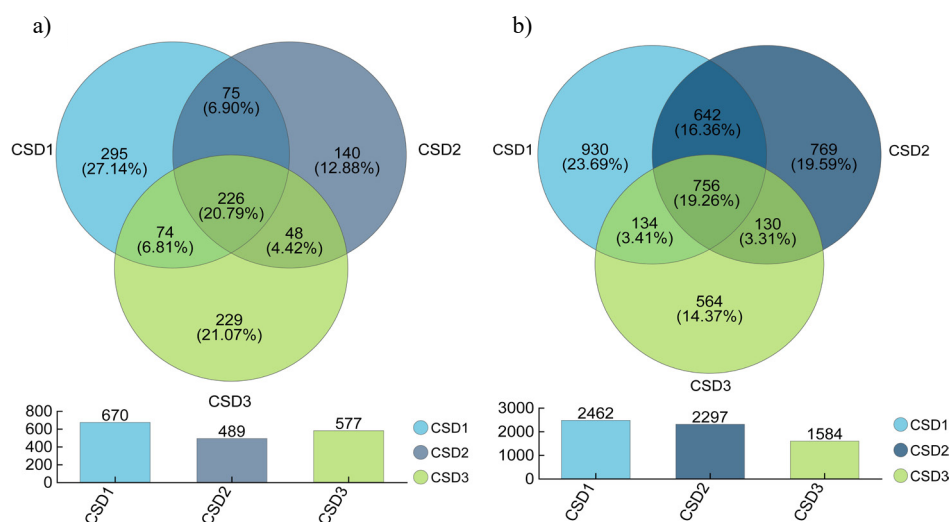 a)
75
(6.90%)
CSD1
295
(27.14%)
140
(12.88%)
CSD2
226
(20.79%)
74
(6.81%)
48
(4.42%)
229
(21.07%)
CSD3
800
600
400
200
0
670
489
577
CSD1
CSD2
CSD3
CSD1
CSD2
CSD3
b)
642
(16.36%)
CSD1
930
(23.69%)
769
(19.59%)
CSD2
756
(19.26%)
134
(3.41%)
130
(3.31%)
564
(14.37%)
CSD3
3000
2000
1000
0
2462
2297
1584
CSD1
CSD2
CSD3
CSD1
CSD2
CSD3